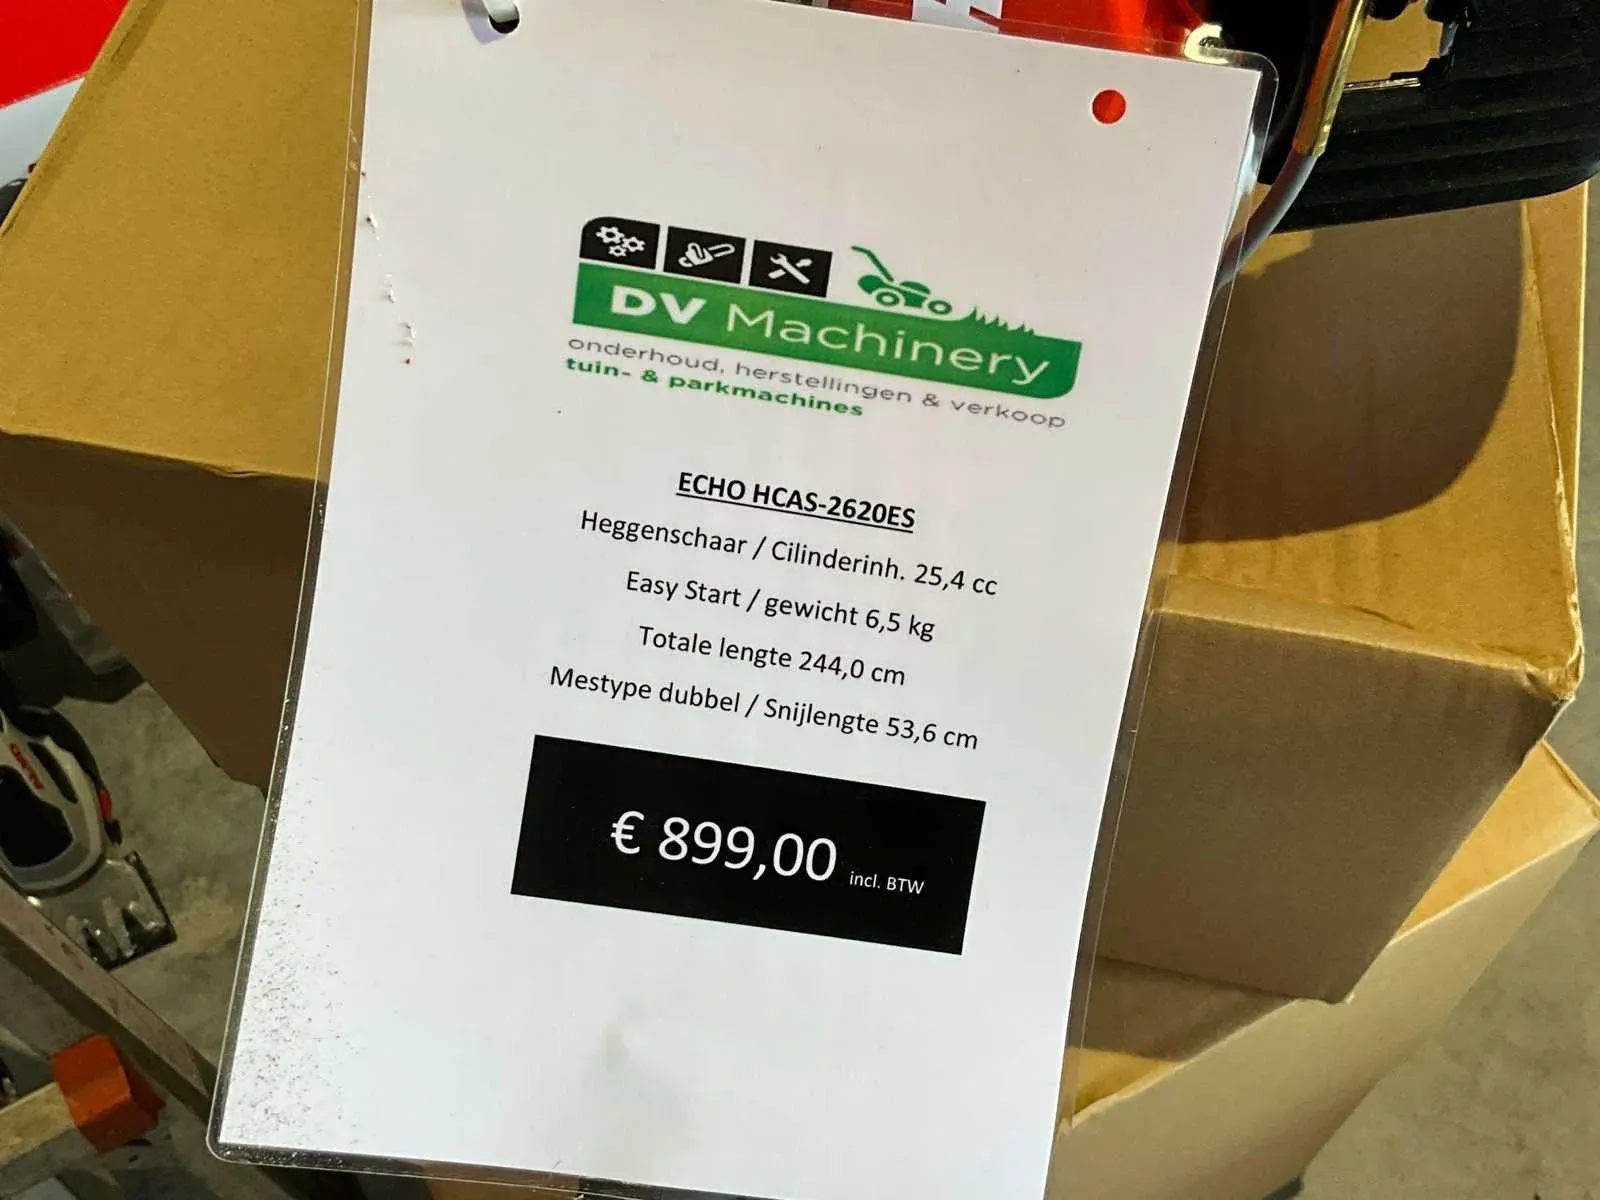 DV Machinery
onderhoud, herstellingen & verkoop
tuin- & parkmachines
ECHO HCAS-2620ES
Heggenschaar / Cilinderinh. 25,4 cc
Easy Start / gewicht 6,5 kg
Totale lengte 244,0 cm
Mestype dubbel / Snijlengte 53,6 cm
€ 899,00 incl. BTW